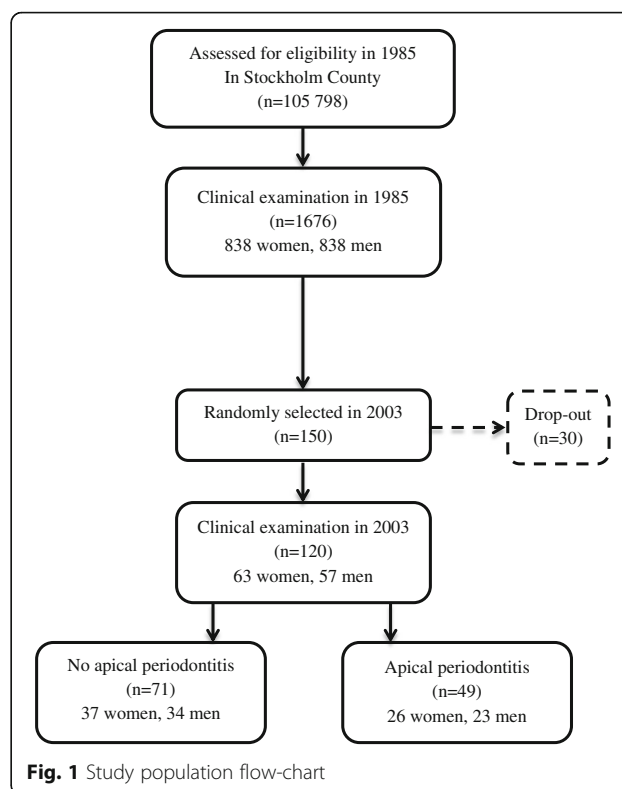 Assessed for eligibility in 1985
In Stockholm County
(n=105 798)
Clinical examination in 1985
(n=1676)
838 women, 838 men
Randomly selected in 2003
(n=150)
Drop-out
(n=30)
Clinical examination in 2003
(n=120)
63 women, 57 men
No apical periodontitis
(n=71)
37 women, 34 men
Apical periodontitis
(n=49)
26 women, 23 men
Fig. 1 Study population flow-chart